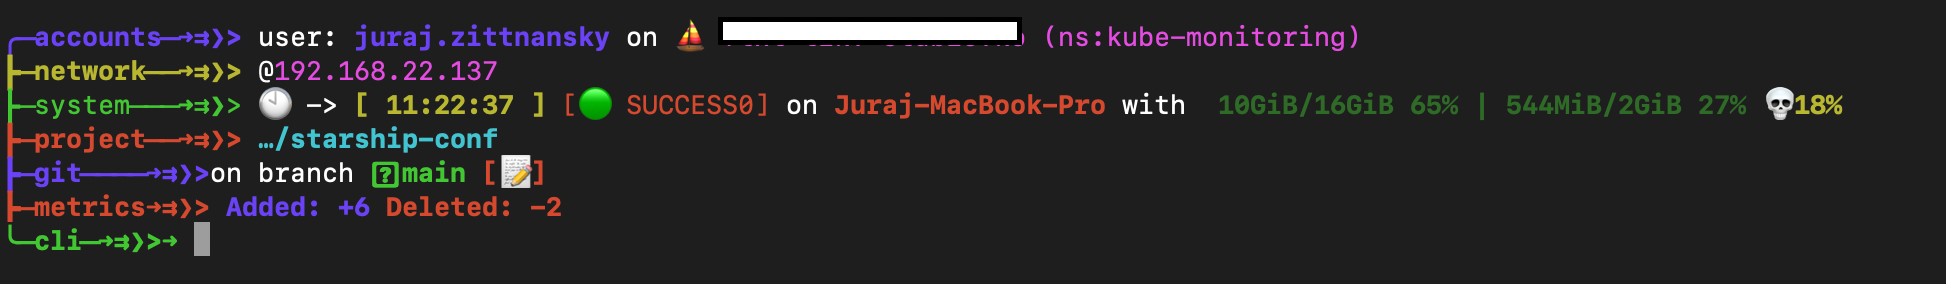 ╭─accounts─→⇉❯> user: juraj.zittnansky on ⛵ (ns:kube-monitoring)
├─network──→⇉❯> @192.168.22.137
├─system───→⇉❯> 🕙 -> [ 11:22:37 ] [🟢 SUCCESS0] on Juraj-MacBook-Pro with 10GiB/16GiB 65% | 544MiB/2GiB 27% 💀18%
├─project──→⇉❯> …/starship-conf
├─git────→⇉❯>on branch [?]main [📝]
├─metrics→⇉❯> Added: +6 Deleted: -2
╰─cli─→⇉❯>➜